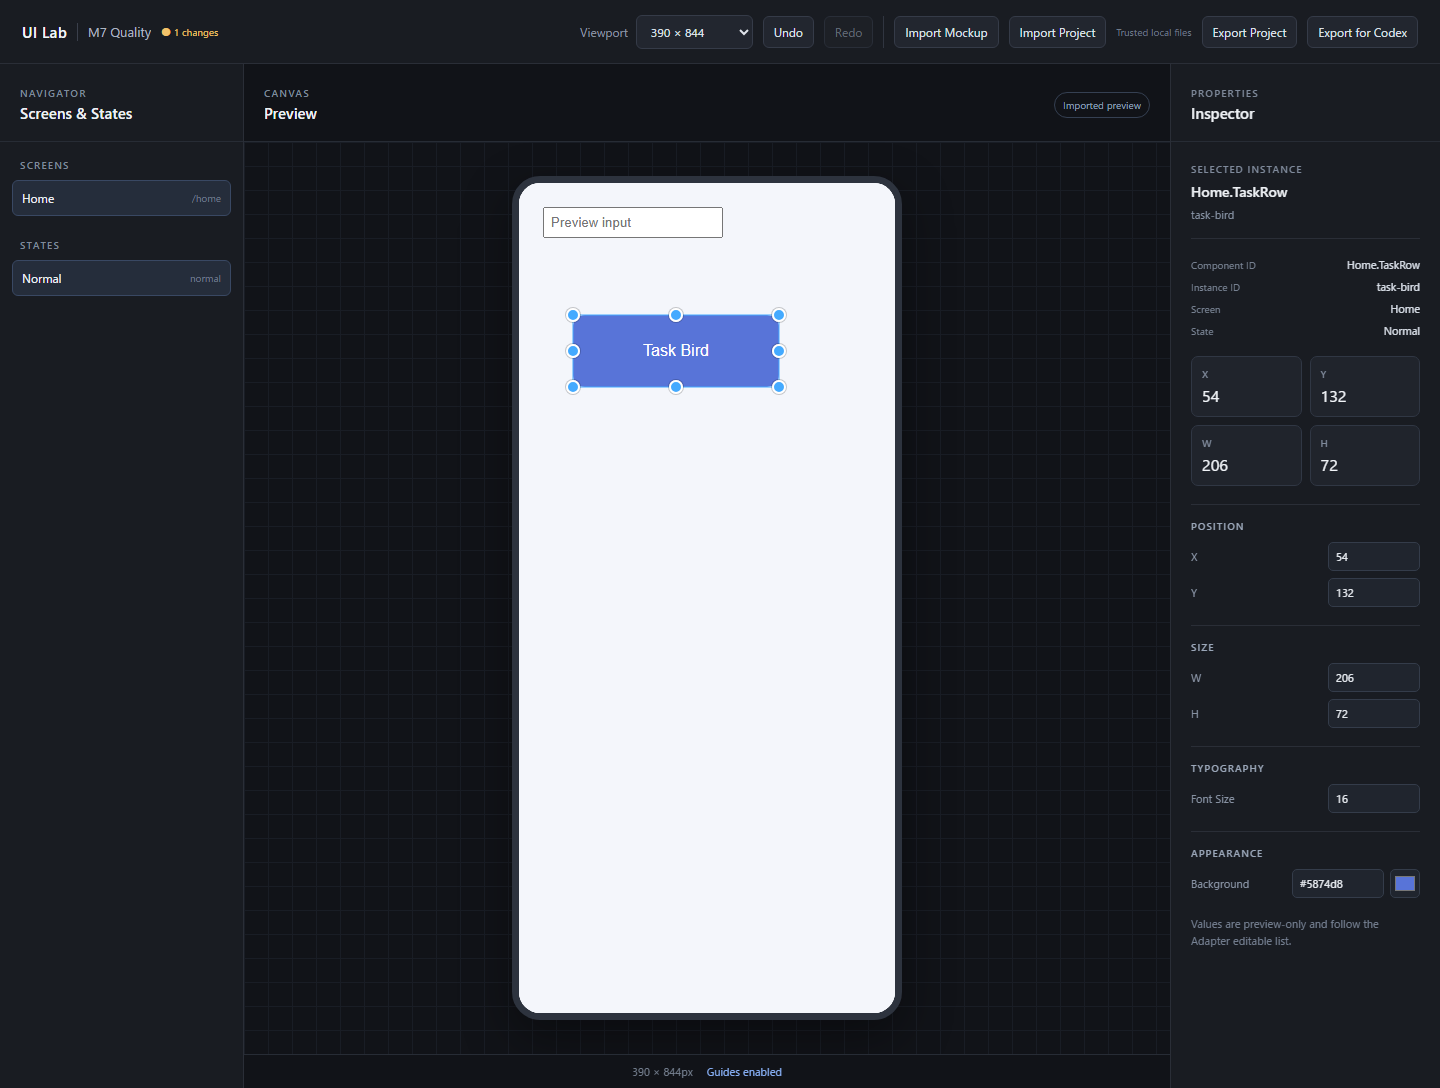 UI Lab
M7 Quality
1 changes
Viewport
390 × 844
Undo
Redo
Import Mockup
Import Project
Trusted local files
Export Project
Export for Codex
NAVIGATOR
Screens & States
SCREENS
Home
/home
STATES
Normal
normal
CANVAS
Preview
Imported preview
Preview input
Task Bird
390 × 844px
Guides enabled
PROPERTIES
Inspector
SELECTED INSTANCE
Home.TaskRow
task-bird
Component ID
Home.TaskRow
Instance ID
task-bird
Screen
Home
State
Normal
X
54
Y
132
W
206
H
72
POSITION
X
54
Y
132
SIZE
W
206
H
72
TYPOGRAPHY
Font Size
16
APPEARANCE
Background
#5874d8
Values are preview-only and follow the
Adapter editable list.